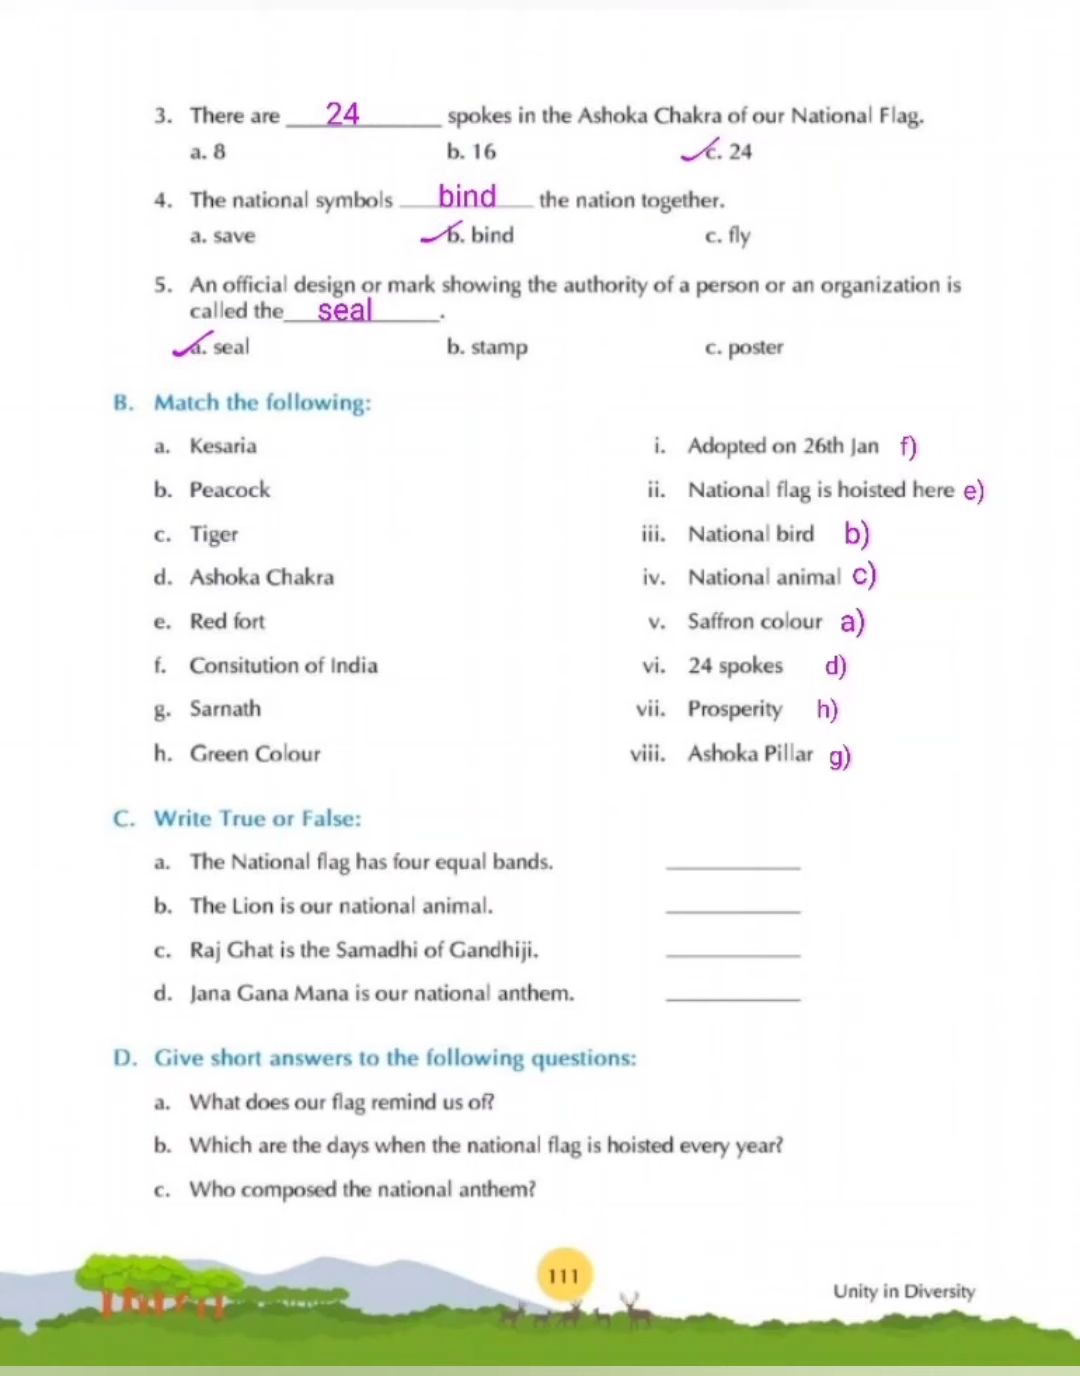 3. There are 24 spokes in the Ashoka Chakra of our National Flag.
a. 8 b. 16 c. 24
4. The national symbols bind the nation together.
a. save b. bind c. fly
5. An official design or mark showing the authority of a person or an organization is
called the seal.
a. seal b. stamp c. poster
B. Match the following:
a. Kesaria i. Adopted on 26th Jan f)
b. Peacock ii. National flag is hoisted here e)
c. Tiger iii. National bird b)
d. Ashoka Chakra iv. National animal c)
e. Red fort v. Saffron colour a)
f. Consitution of India vi. 24 spokes d)
g. Sarnath vii. Prosperity h)
h. Green Colour viii. Ashoka Pillar g)
C. Write True or False:
a. The National flag has four equal bands.
b. The Lion is our national animal.
c. Raj Ghat is the Samadhi of Gandhiji.
d. Jana Gana Mana is our national anthem.
D. Give short answers to the following questions:
a. What does our flag remind us of?
b. Which are the days when the national flag is hoisted every year?
c. Who composed the national anthem?
111
Unity in Diversity